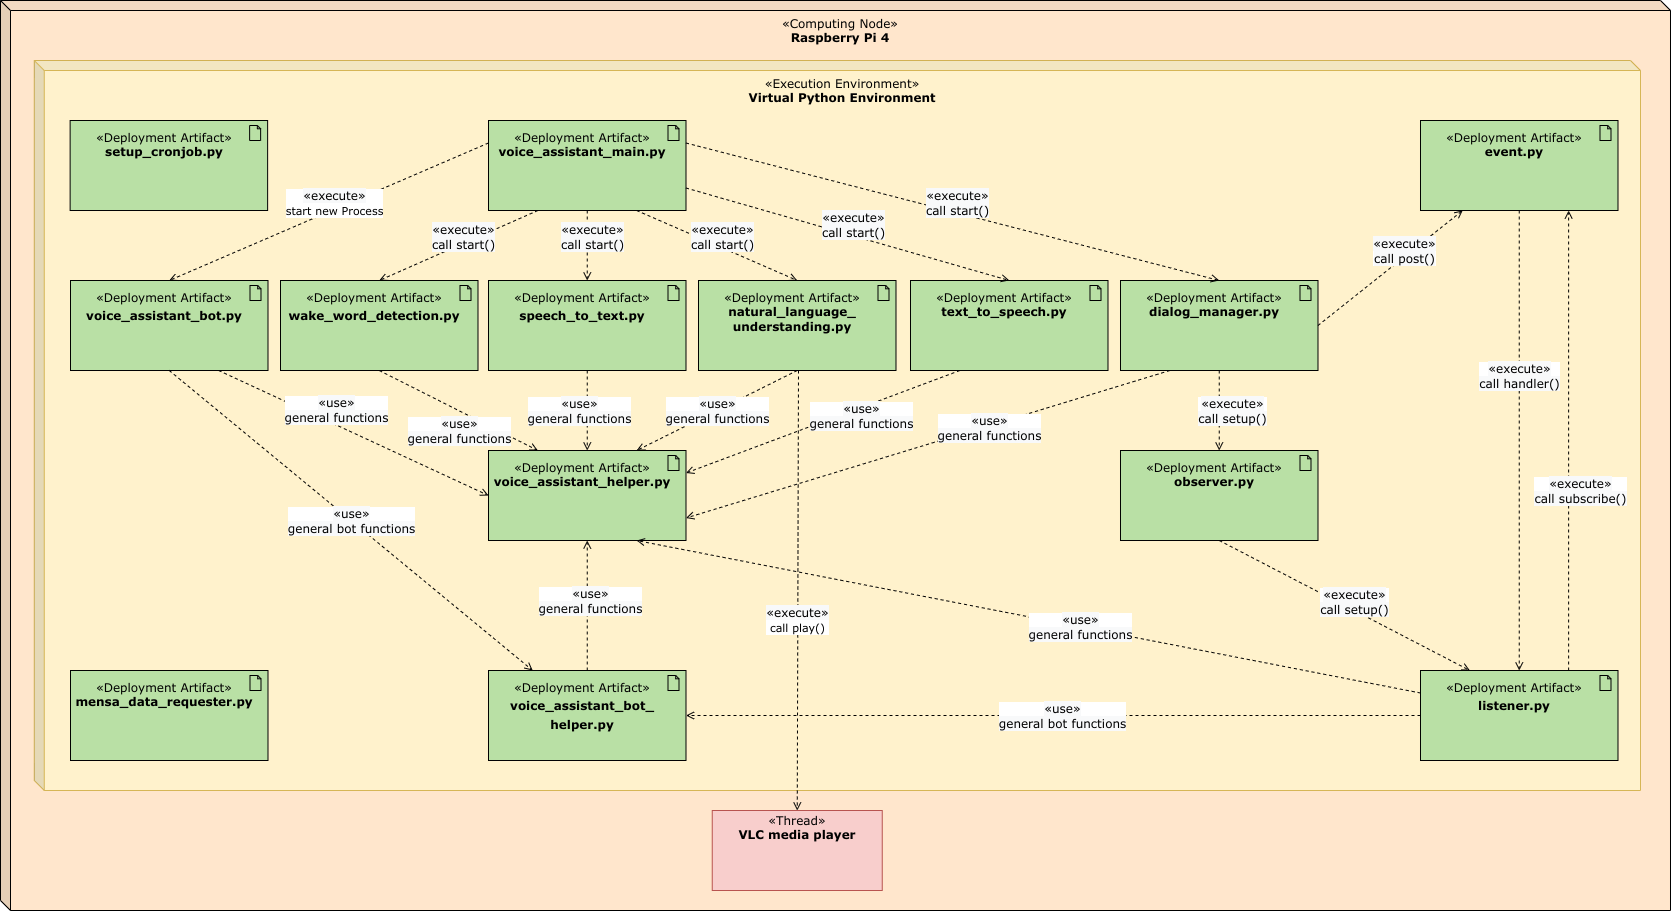 «Computing Node»
Raspberry Pi 4
«Execution Environment»
Virtual Python Environment
«Deployment Artifact»
setup_cronjob.py
«Deployment Artifact»
voice_assistant_main.py
«Deployment Artifact»
event.py
«execute»
start new Process
«execute»
call start()
«execute»
call start()
«execute»
call start()
«execute»
call start()
«execute»
call start()
«execute»
call post()
«Deployment Artifact»
voice_assistant_bot.py
«Deployment Artifact»
wake_word_detection.py
«Deployment Artifact»
speech_to_text.py
«Deployment Artifact»
natural_language_
understanding.py
«Deployment Artifact»
text_to_speech.py
«Deployment Artifact»
dialog_manager.py
«execute»
call handler()
«use»
general functions
«use»
general functions
«use»
general functions
«use»
general functions
«use»
general functions
«use»
general functions
«execute»
call setup()
«Deployment Artifact»
voice_assistant_helper.py
«Deployment Artifact»
observer.py
«execute»
call subscribe()
«use»
general bot functions
«use»
general functions
«execute»
call play()
«use»
general functions
«execute»
call setup()
«Deployment Artifact»
mensa_data_requester.py
«Deployment Artifact»
voice_assistant_bot_
helper.py
«use»
general bot functions
«Deployment Artifact»
listener.py
«Thread»
VLC media player